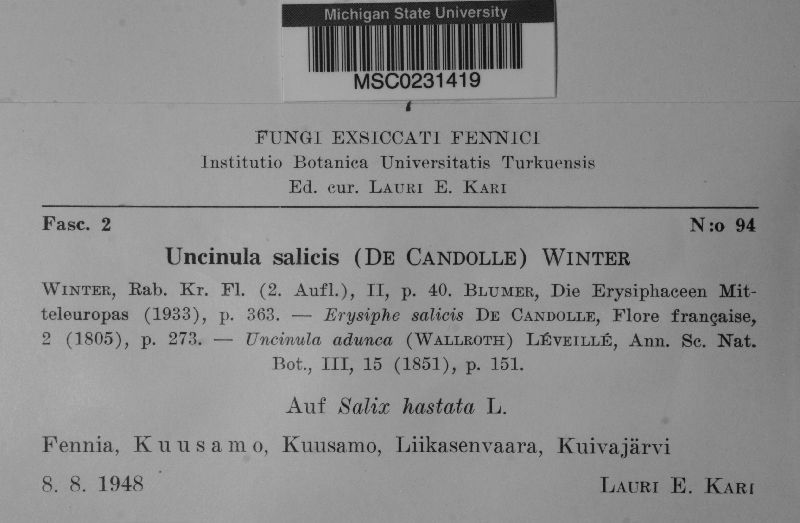 Michigan State University
MSC0231419
FUNGI EXSICCATI FENNICI
Institutio Botanica Universitatis Turkuensis
Ed. cur. LAURI E. KARI
Fasc. 2 N:o 94
Uncinula salicis (DE CANDOLLE) WINTER
WINTER, Rab. Kr. Fl. (2. Aufl.), II, p. 40. BLUMER, Die Erysiphaceen Mit-
teleuropas (1933), p. 363. — Erysiphe salicis DE CANDOLLE, Flore française,
2 (1805), p. 273. — Uncinula adunca (WALLROTH) LÉVEILLÉ, Ann. Sc. Nat.
Bot., III, 15 (1851), p. 151.
Auf Salix hastata L.
Fennia, Kuusamo, Kuusamo, Liikasenvaara, Kuivajärvi
8. 8. 1948 LAURI E. KARI